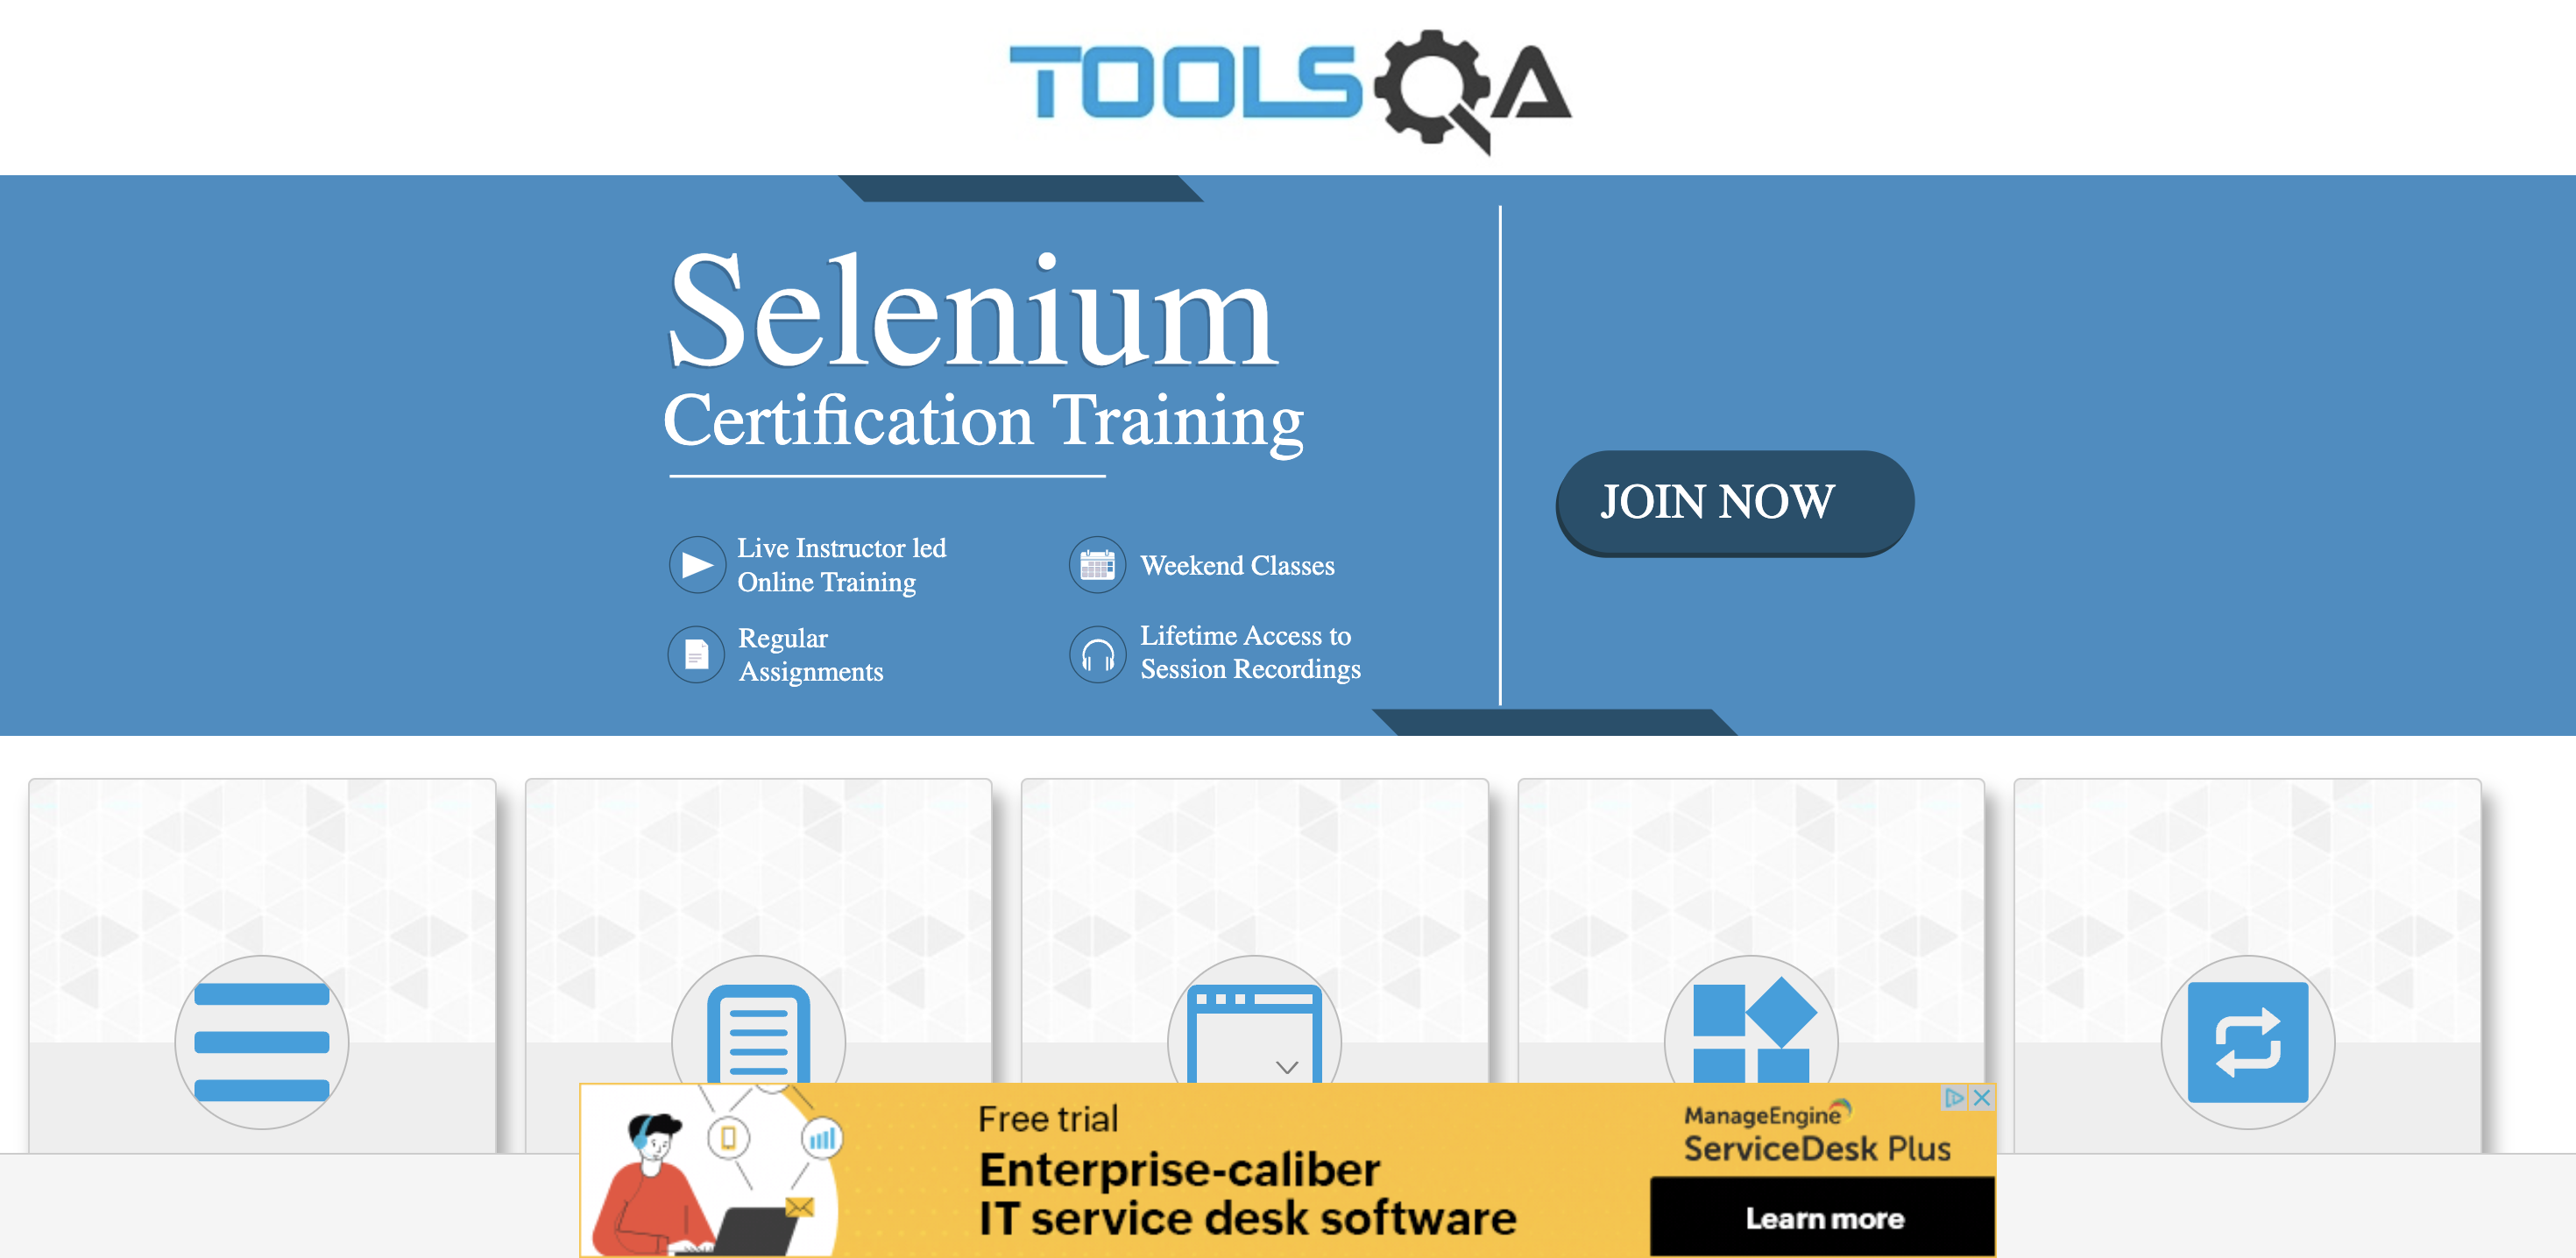 TOOLSQA
Selenium
Certification Training
JOIN NOW
Live Instructor led
Online Training
Weekend Classes
Regular
Assignments
Lifetime Access to
Session Recordings
Free trial
Enterprise-caliber
IT service desk software
ManageEngine
ServiceDesk Plus
Learn more